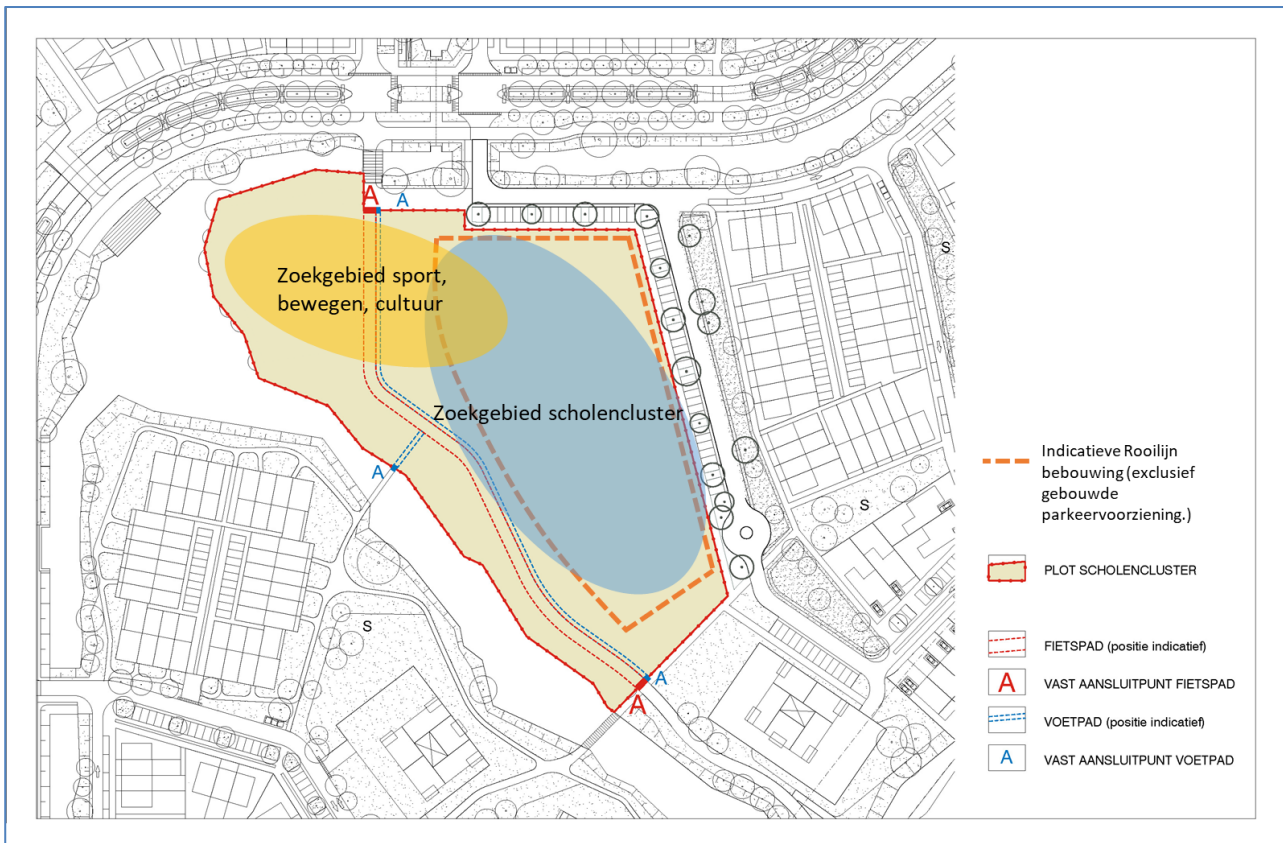 A
A
S
Zoekgebied sport,
bewegen, cultuur
Zoekgebied scholencluster
A
S
S
A
A
Indicatieve Rooilijn
bebouwing (exclusief
gebouwde
parkeervoorziening.)
PLOT SCHOLENCLUSTER
FIETSPAD (positie indicatief)
A VAST AANSLUITPUNT FIETSPAD
VOETPAD (positie indicatief)
A VAST AANSLUITPUNT VOETPAD